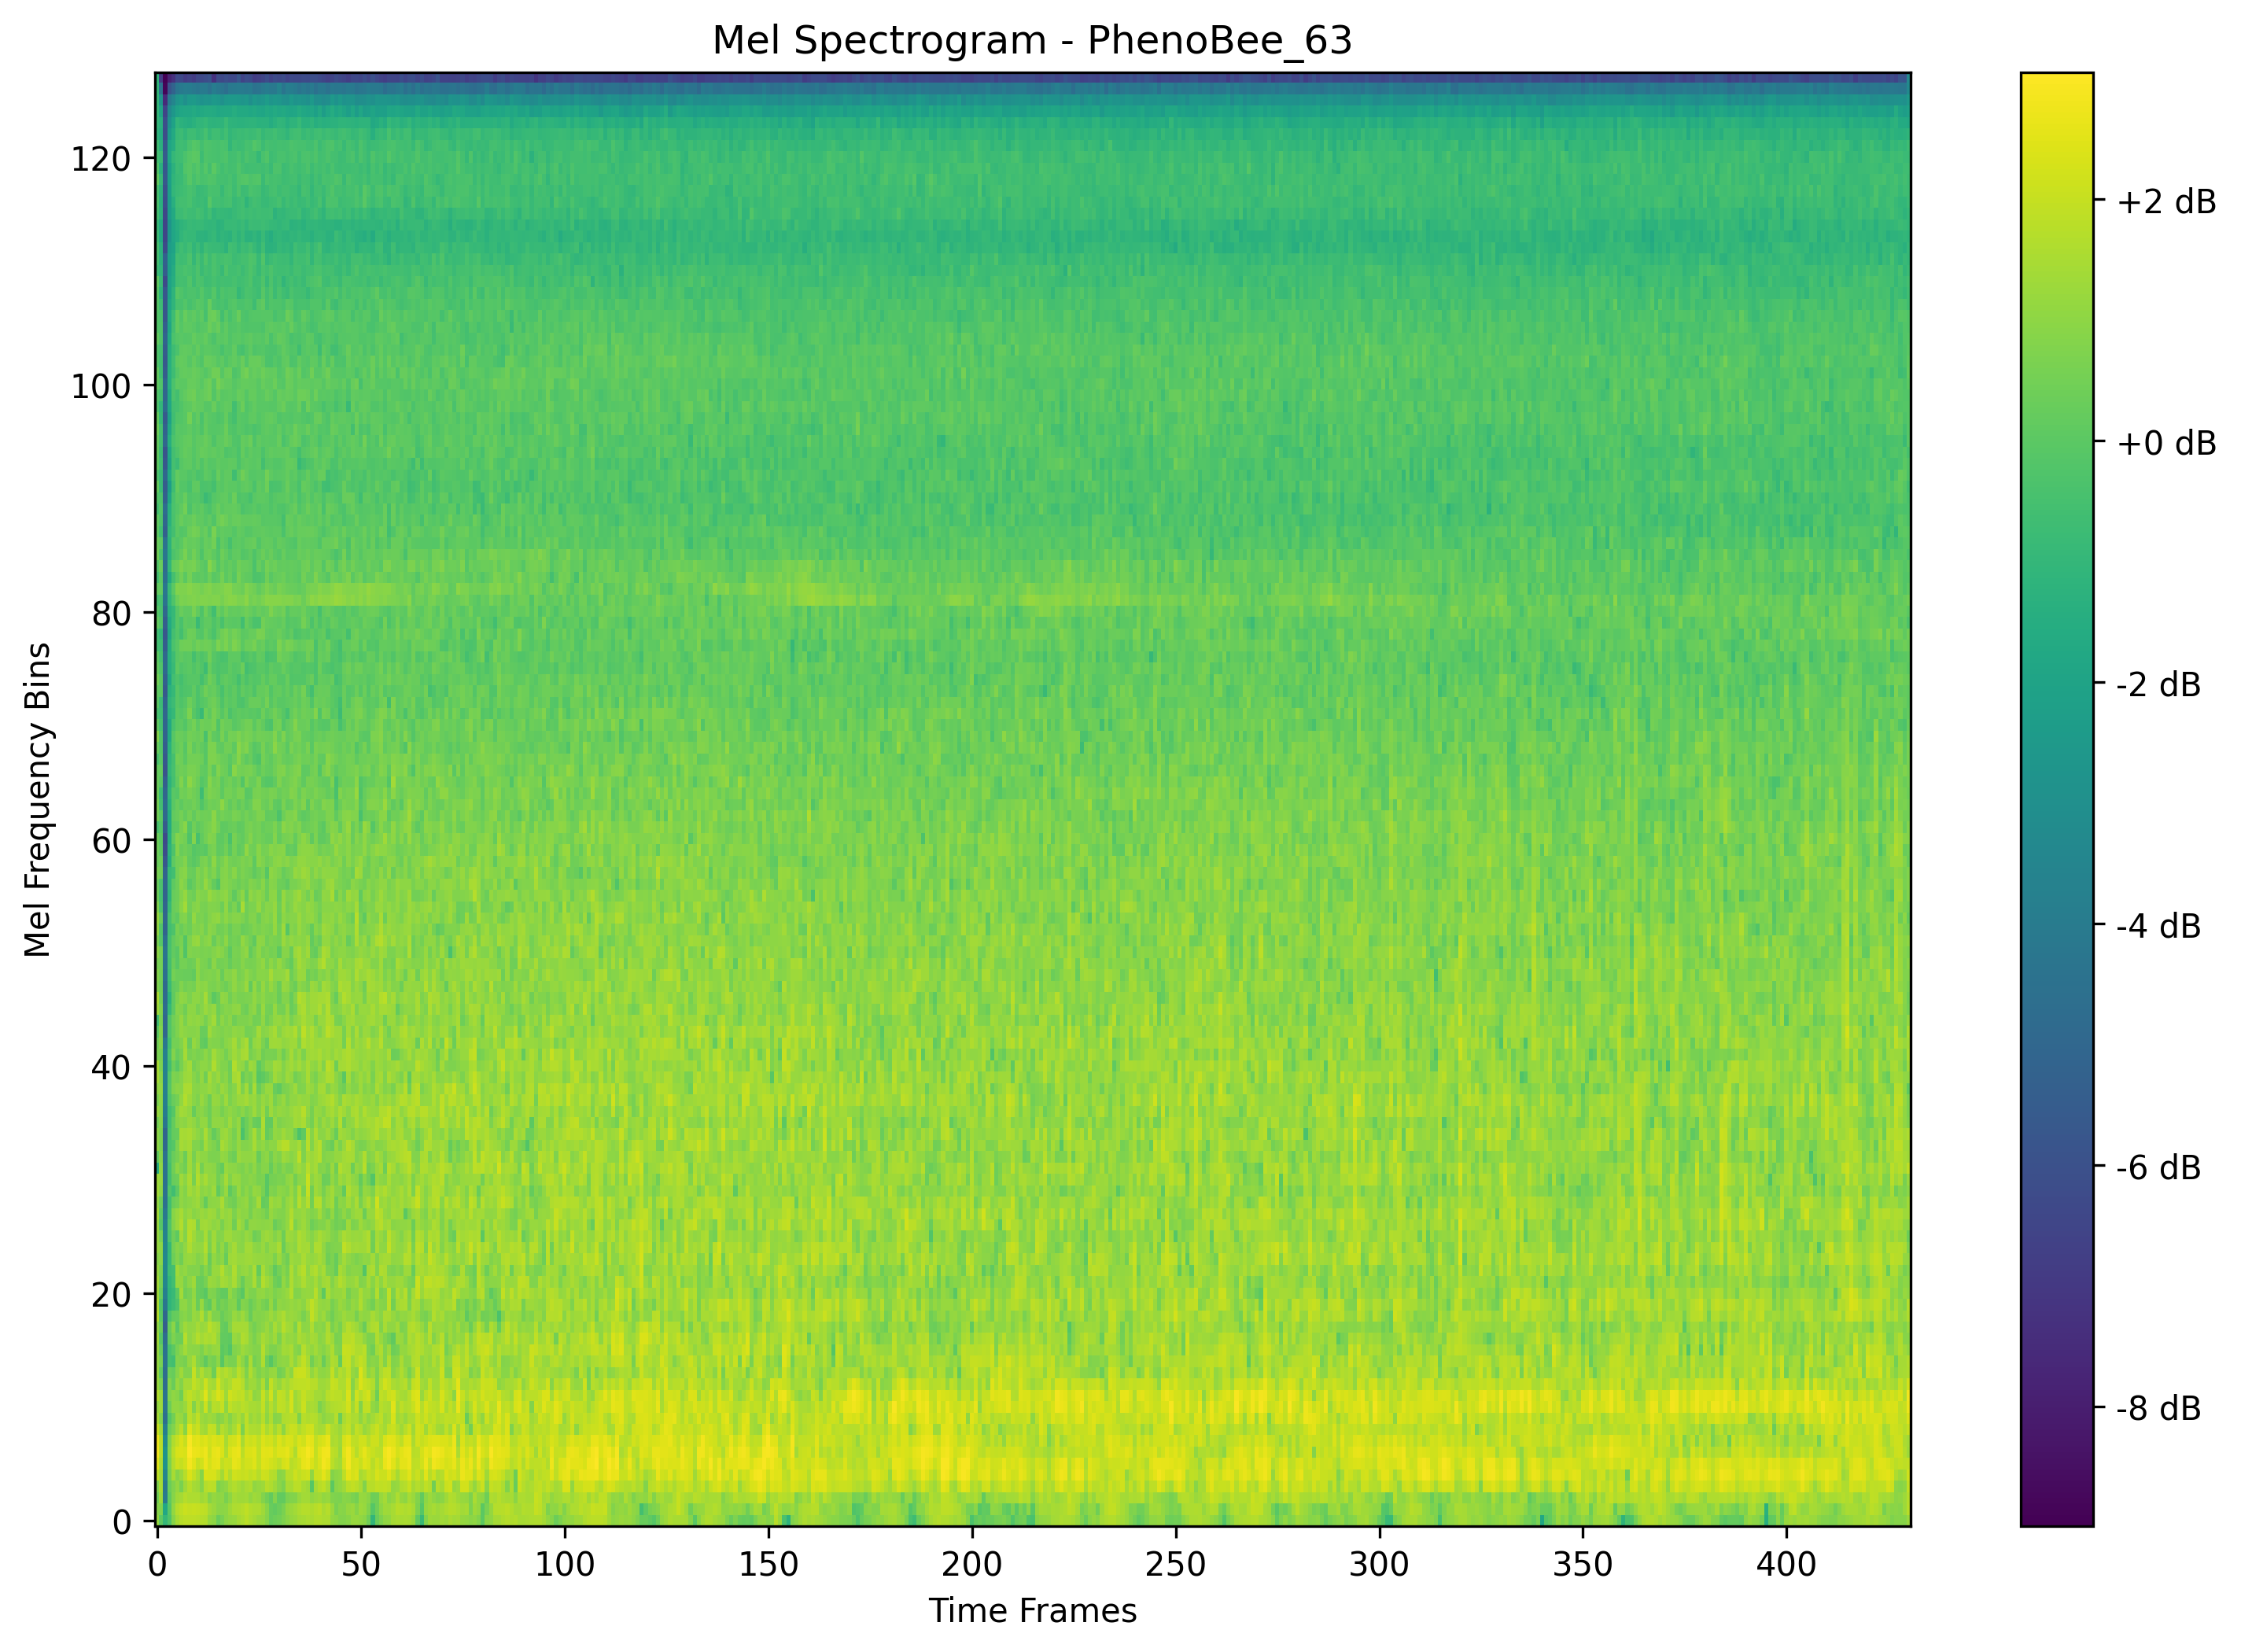 Mel Spectrogram - PhenoBee_63
Mel Frequency Bins
120
100
80
60
40
20
0
0 50 100 150 200 250 300 350 400
Time Frames
+2 dB
+0 dB
-2 dB
-4 dB
-6 dB
-8 dB